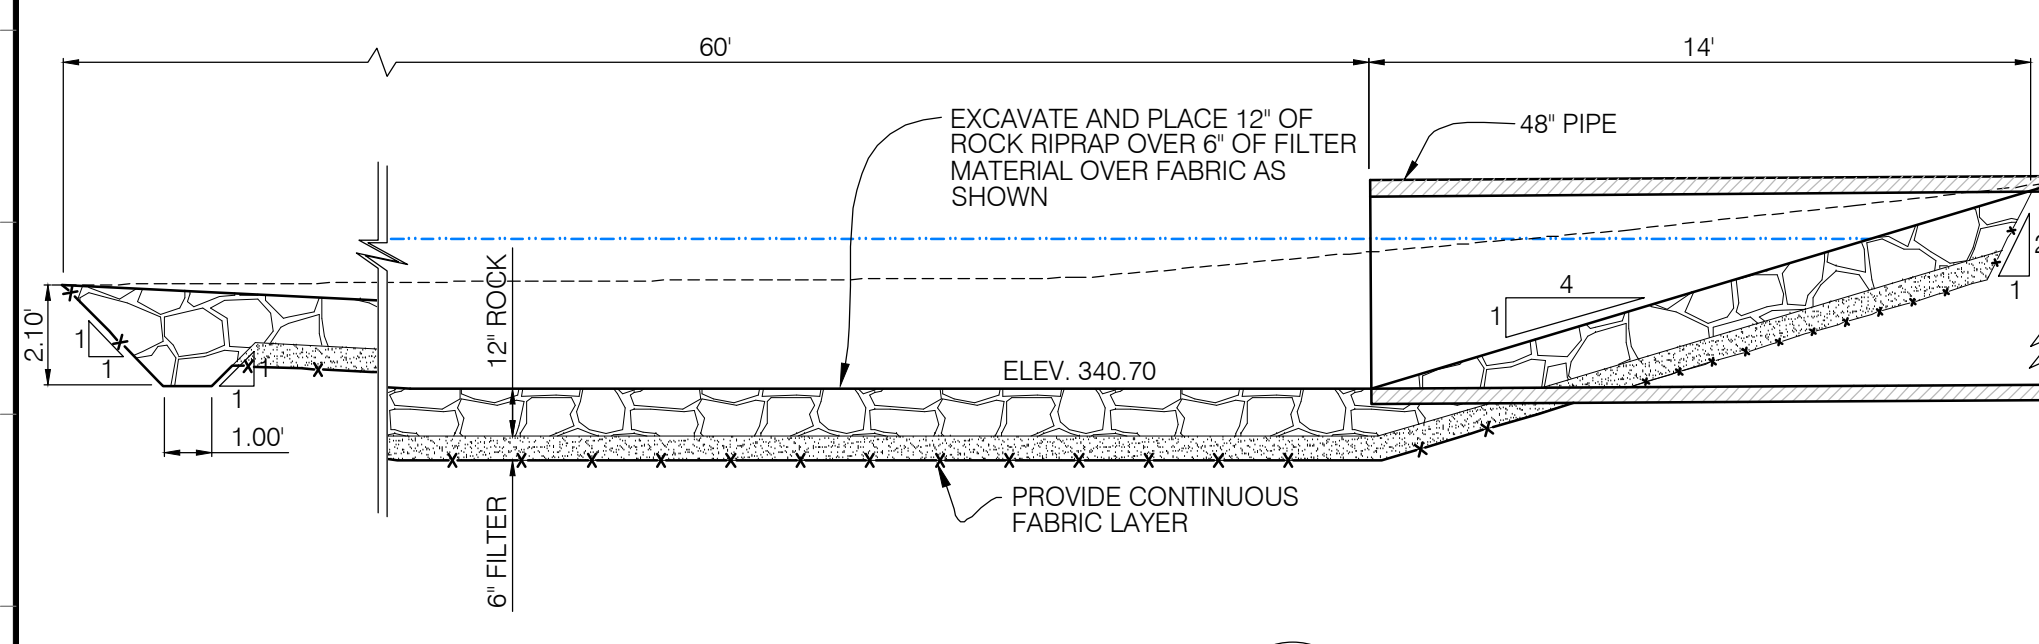 60'
14'
EXCAVATE AND PLACE 12" OF
ROCK RIPRAP OVER 6" OF FILTER
MATERIAL OVER FABRIC AS
SHOWN
48" PIPE
12" ROCK
2
1
4
1
2.10'
1
1
1
1
1.00'
ELEV. 340.70
6" FILTER
PROVIDE CONTINUOUS
FABRIC LAYER